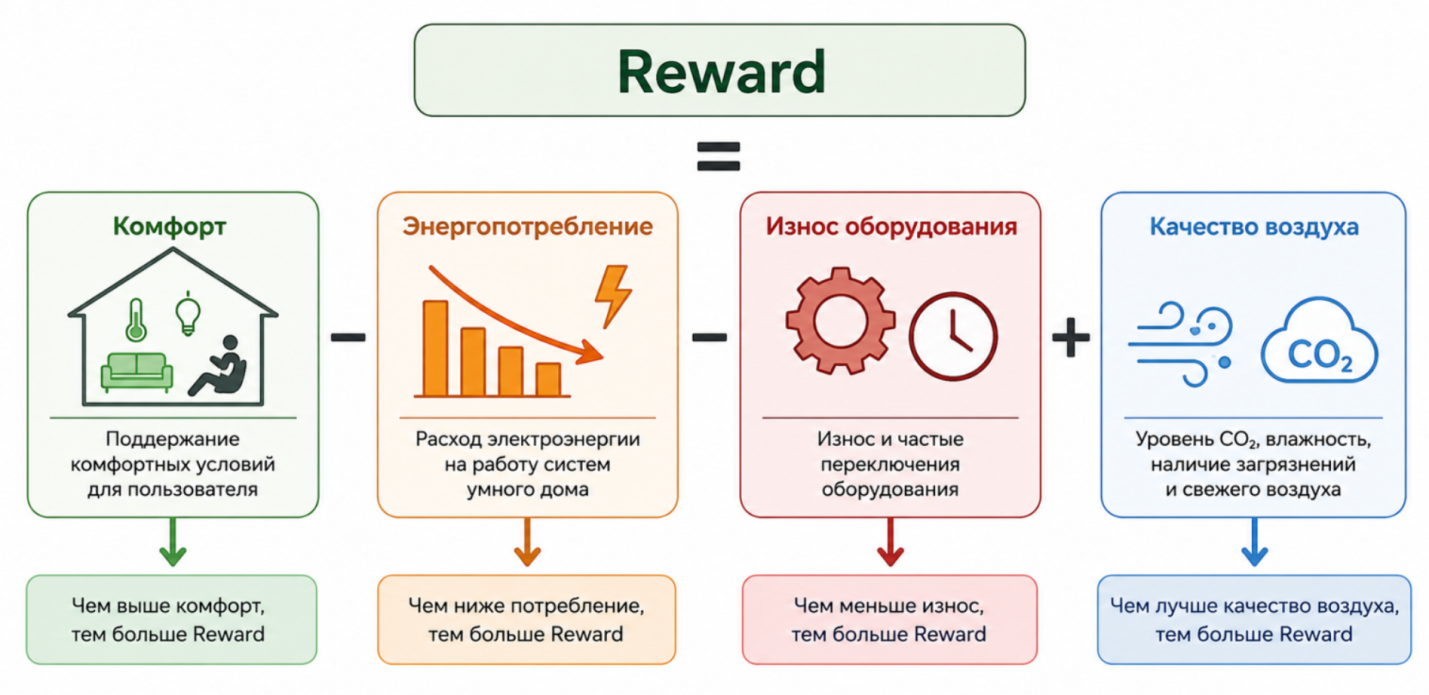 Reward
=
Комфорт
−
Энергопотребление
−
Износ оборудования
+
Качество воздуха
CO₂
Поддержание
комфортных условий
для пользователя
Расход электроэнергии
на работу систем
умного дома
Износ и частые
переключения
оборудования
Уровень CO₂, влажность,
наличие загрязнений
и свежего воздуха
Чем выше комфорт,
тем больше Reward
Чем ниже потребление,
тем больше Reward
Чем меньше износ,
тем больше Reward
Чем лучше качество воздуха,
тем больше Reward